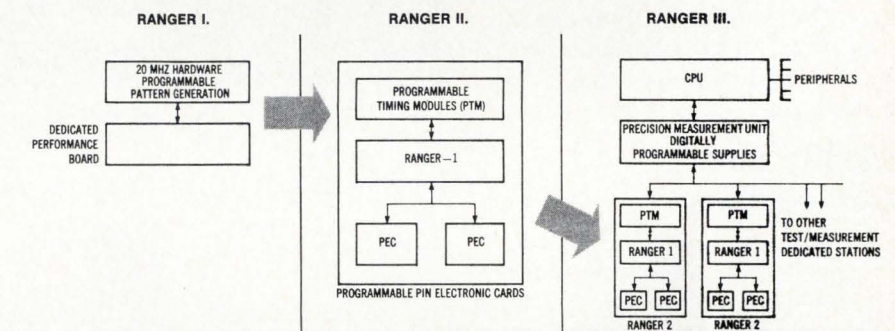 RANGER I.
20 MHZ HARDWARE
PROGRAMMABLE
PATTERN GENERATION
DEDICATED
PERFORMANCE
BOARD
RANGER II.
PROGRAMMABLE
TIMING MODULES (PTM)
RANGER–1
PEC
PEC
PROGRAMMABLE PIN ELECTRONIC CARDS
RANGER III.
CPU
PERIPHERALS
PRECISION MEASUREMENT UNIT
DIGITALLY
PROGRAMMABLE SUPPLIES
PTM
RANGER 1
PEC
PEC
RANGER 2
PTM
RANGER 1
PEC
PEC
RANGER 2
TO OTHER
TEST/MEASUREMENT
DEDICATED STATIONS